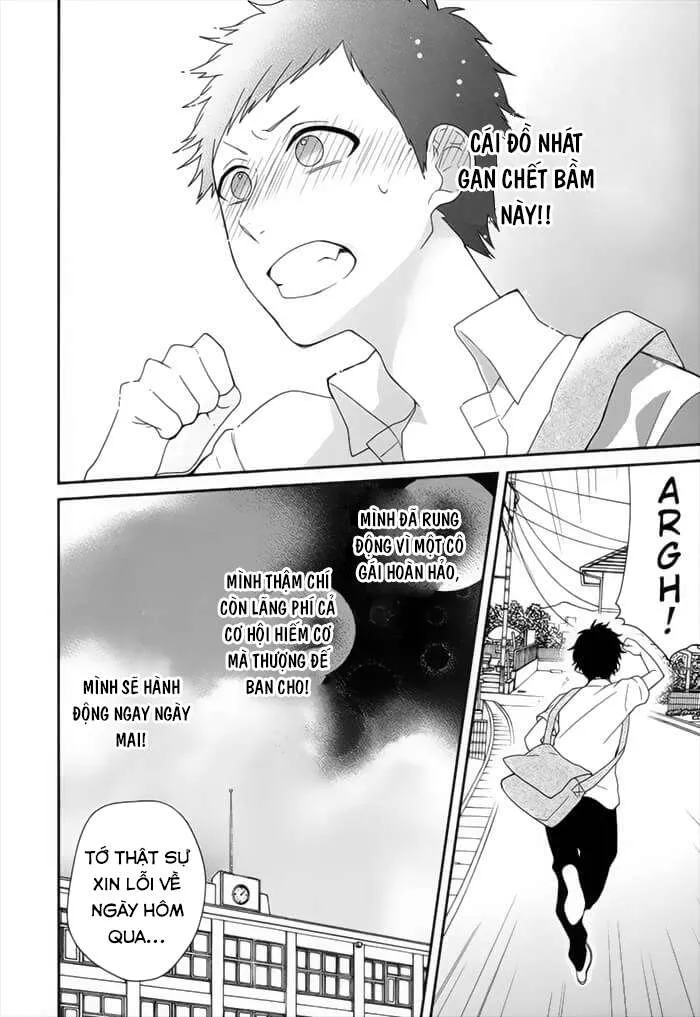 CÁI ĐỒ NHÁT
GAN CHẾT BẦM
NÀY!!
ARGH!
MÌNH ĐÃ RUNG
ĐỘNG VÌ MỘT CÔ
GÁI HOÀN HẢO,
MÌNH THẬM CHÍ
CÒN LÃNG PHÍ CẢ
CƠ HỘI HIẾM CƠ
MÀ THƯỢNG ĐẾ
BAN CHO!
MÌNH SẼ HÀNH
ĐỘNG NGAY NGÀY
MAI!
TỚ THẬT SỰ
XIN LỖI VỀ
NGÀY HÔM
QUA...